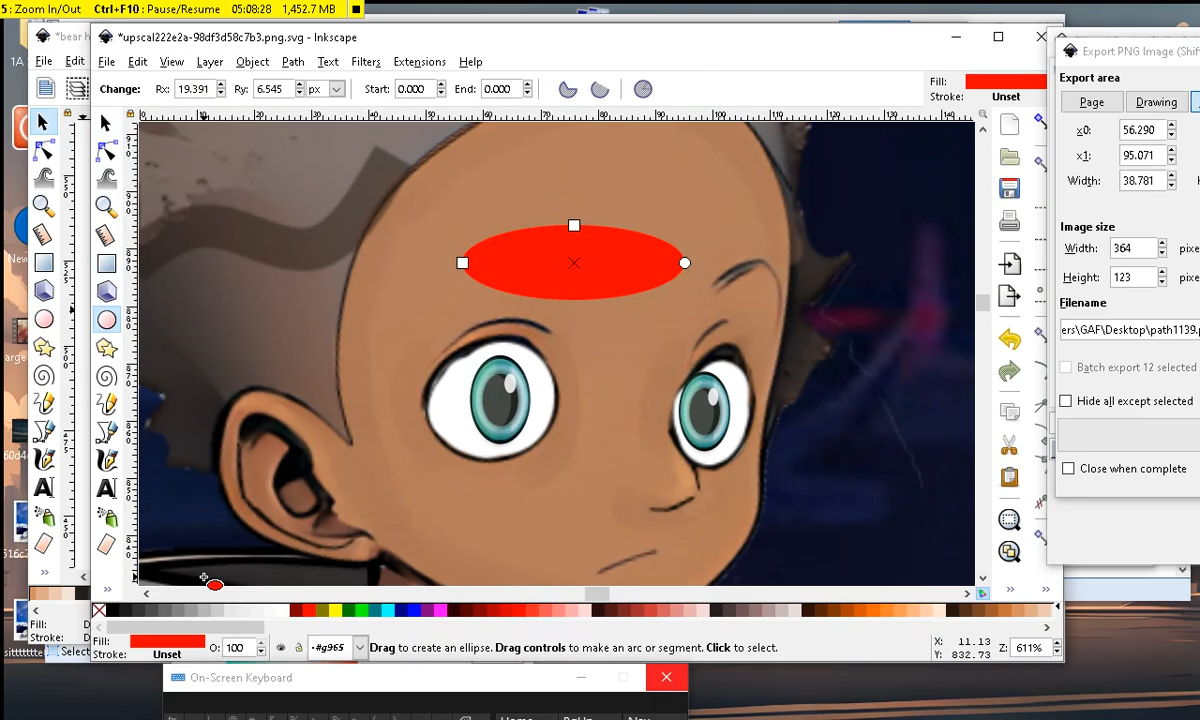 5 : Zoom In/Out Ctrl+F10 : Pause/Resume 05:08:28 1,452.7 MB
*bear h
*upscal222e2a-98df3d58c7b3.png.svg - Inkscape
Export PNG Image (Shif
File Edit
File Edit View Layer Object Path Text Filters Extensions Help
Export area
Change: Rx: 19.391 Ry: 6.545 px Start: 0.000 End: 0.000
Fill:
Stroke: Unset
Page Drawing
x0: 56.290
x1: 95.071
Width: 38.781
Image size
Width: 364 pixe
Height: 123 pixe
Filename
ers\GAF\Desktop\path1139.p
Batch export 12 selected
Hide all except selected
Close when complete
Fill:
Stroke: Unset
O: 100
#g965
Drag to create an ellipse. Drag controls to make an arc or segment. Click to select.
X: 11.13
Y: 832.73
Z: 611%
Fill:
Stroke:
Select
On-Screen Keyboard